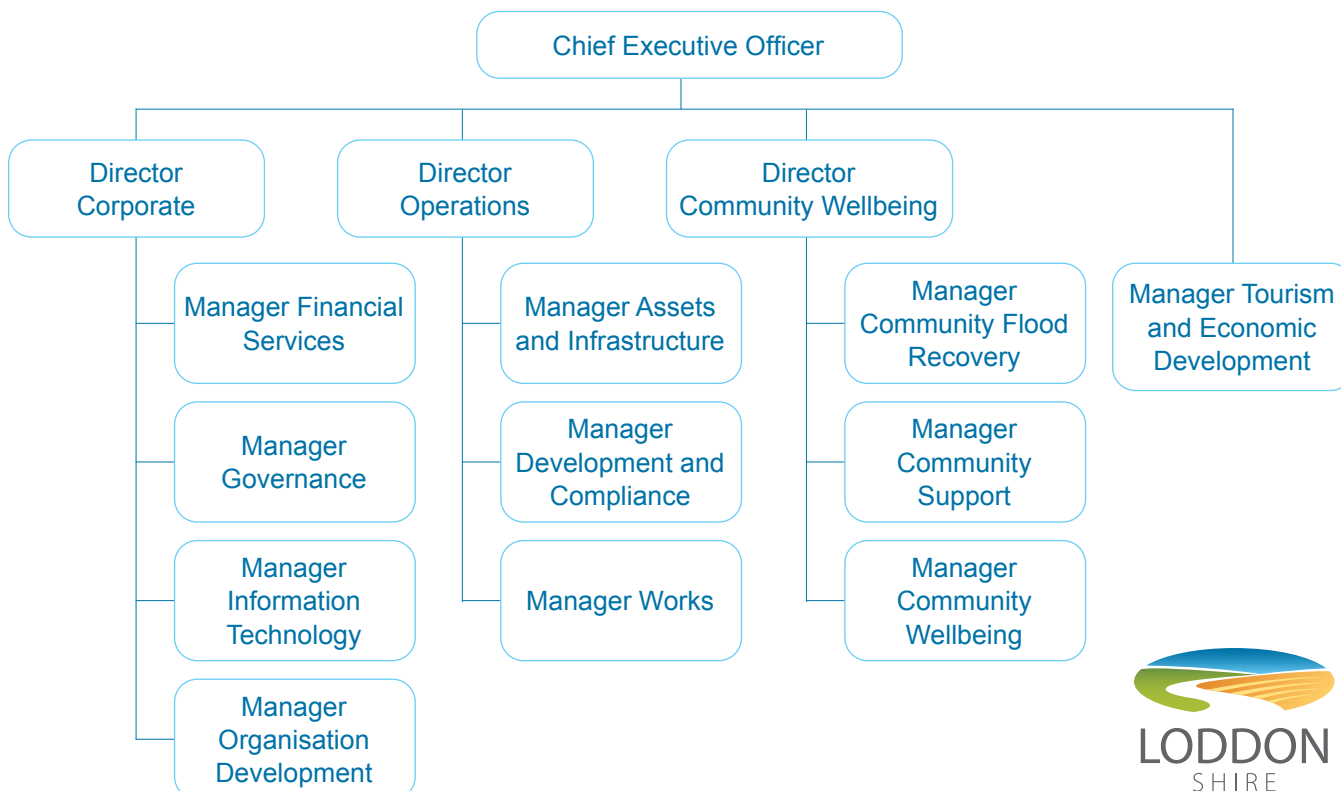 Chief Executive Officer
Director
Corporate
Director
Operations
Director
Community Wellbeing
Manager Financial
Services
Manager
Governance
Manager
Information
Technology
Manager
Organisation
Development
Manager Assets
and Infrastructure
Manager
Development and
Compliance
Manager Works
Manager
Community Flood
Recovery
Manager
Community
Support
Manager
Community
Wellbeing
Manager Tourism
and Economic
Development
LODDON
SHIRE